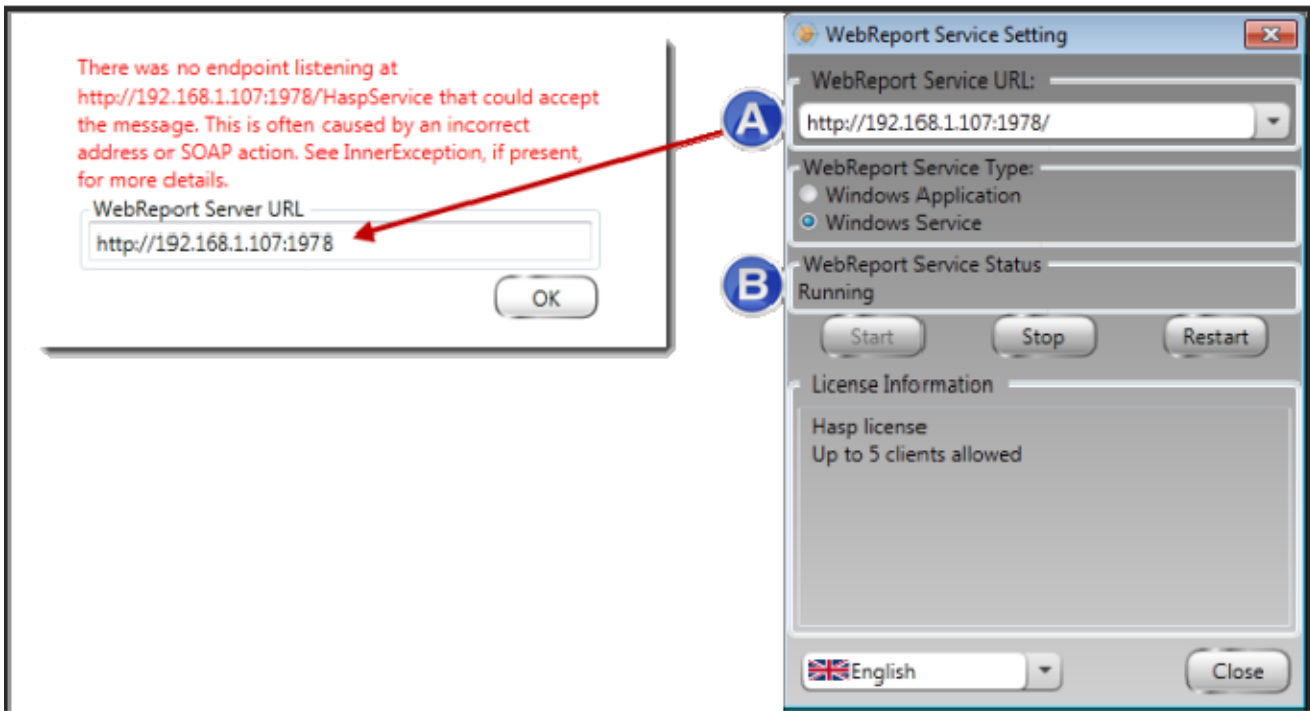 There was no endpoint listening at
http://192.168.1.107:1978/HaspService that could accept
the message. This is often caused by an incorrect
address or SOAP action. See InnerException, if present,
for more details.
WebReport Server URL
http://192.168.1.107:1978
OK
A
B
WebReport Service Setting
WebReport Service URL:
http://192.168.1.107:1978/
WebReport Service Type:
Windows Application
Windows Service
WebReport Service Status
Running
Start
Stop
Restart
License Information
Hasp license
Up to 5 clients allowed
English
Close